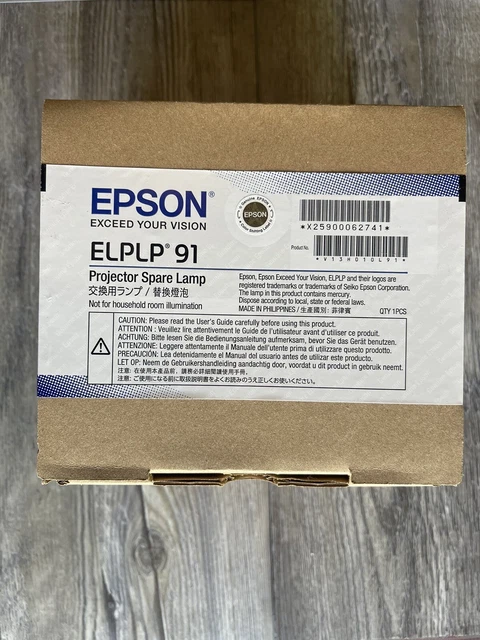 EPSON®
EXCEED YOUR VISION
EPSON
*X25900062741*
ELPLP® 91
Product No.
*V13H010L91*
Projector Spare Lamp
交換用ランプ / 替換燈泡
Not for household room illumination
Epson, Epson Exceed Your Vision, ELPLP and their logos are
registered trademarks or trademarks of Seiko Epson Corporation.
The lamp in this product contains mercury.
Dispose according to local, state or federal laws.
MADE IN PHILIPPINES / 生產國別: 菲律賓 QTY 1PCS
CAUTION: Please read the User's Guide carefully before using this product.
ATTENTION : Veuillez lire attentivement le Guide de l'utilisateur avant d'utiliser ce produit.
ACHTUNG: Bitte lesen Sie die Bedienungsanleitung aufmerksam, bevor Sie das Gerät benutzen.
ATTENZIONE: Leggere attentamente il Manuale dell'utente prima di utilizzare questo prodotto.
PRECAUCIÓN: Lea detenidamente el Manual del usuario antes de utilizar este producto.
LET OP: Neem de Gebruikershandleiding aandachtig door, voordat u dit product in gebruik neemt.
注意: 在使用本產品前, 請務必詳細閱讀使用手冊。
注意: ご使用になる前に取扱説明書をよくお読みのうえ正しくお使いください。